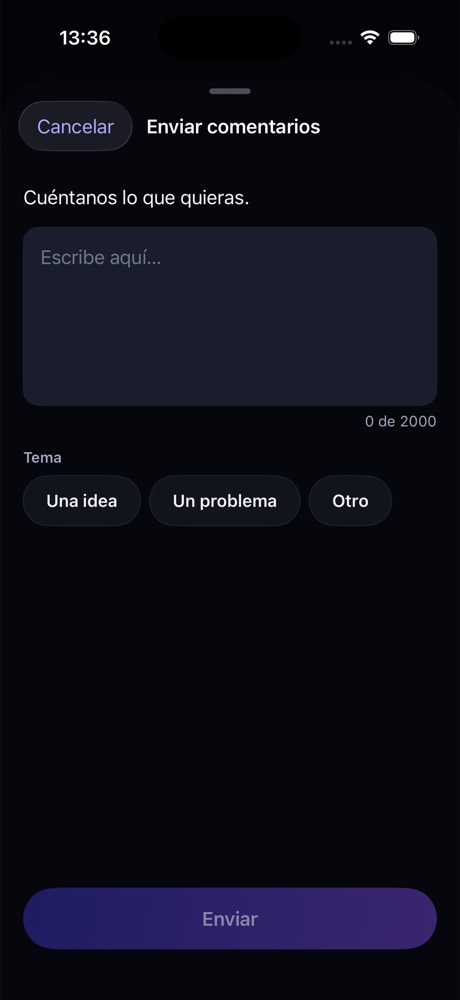 13:36
Cancelar
Enviar comentarios
Cuéntanos lo que quieras.
Escribe aquí...
0 de 2000
Tema
Una idea
Un problema
Otro
Enviar